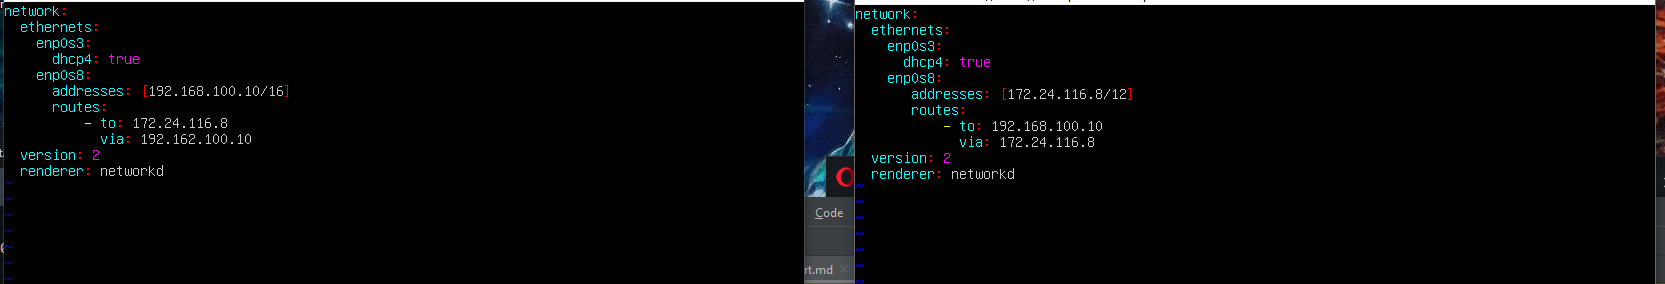 network:
ethernets:
enp0s3:
dhcp4: true
enp0s8:
addresses: [192.168.100.10/16]
routes:
- to: 172.24.116.8
via: 192.162.100.10
version: 2
renderer: networkd
~
~
~
~
~
~
~
Code
rt.md
network:
ethernets:
enp0s3:
dhcp4: true
enp0s8:
addresses: [172.24.116.8/12]
routes:
- to: 192.168.100.10
via: 172.24.116.8
version: 2
renderer: networkd
~
~
~
~
~
~
~